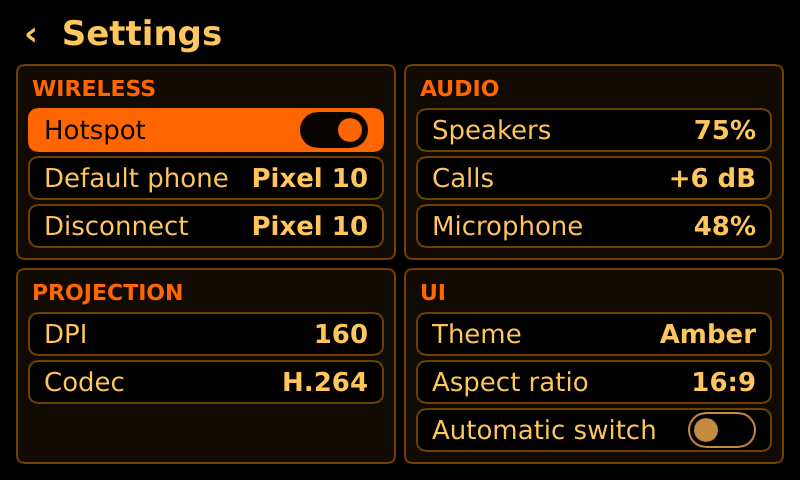 ‹ Settings
WIRELESS
Hotspot
Default phone Pixel 10
Disconnect Pixel 10
AUDIO
Speakers 75%
Calls +6 dB
Microphone 48%
PROJECTION
DPI 160
Codec H.264
UI
Theme Amber
Aspect ratio 16:9
Automatic switch